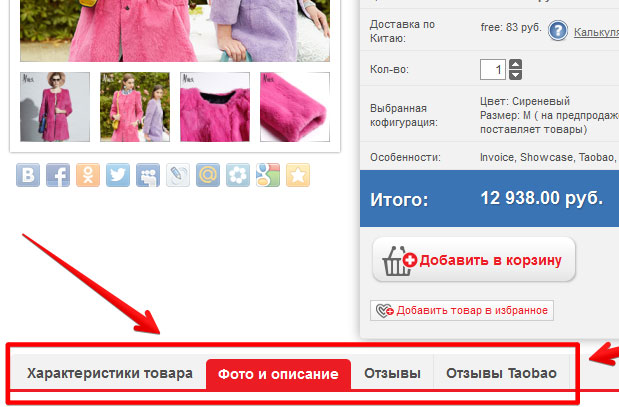 Доставка по
Китаю:
free: 83 руб.
Кол-во:
1
Выбранная
кофигурация:
Цвет: Сиреневый
Размер: M ( на предпродаже
поставляет товары)
Особенности:
Invoice, Showcase, Taobao,
Итого:
12 938.00 руб.
Добавить в корзину
Добавить товар в избранное
Характеристики товара
Фото и описание
Отзывы
Отзывы Taobao